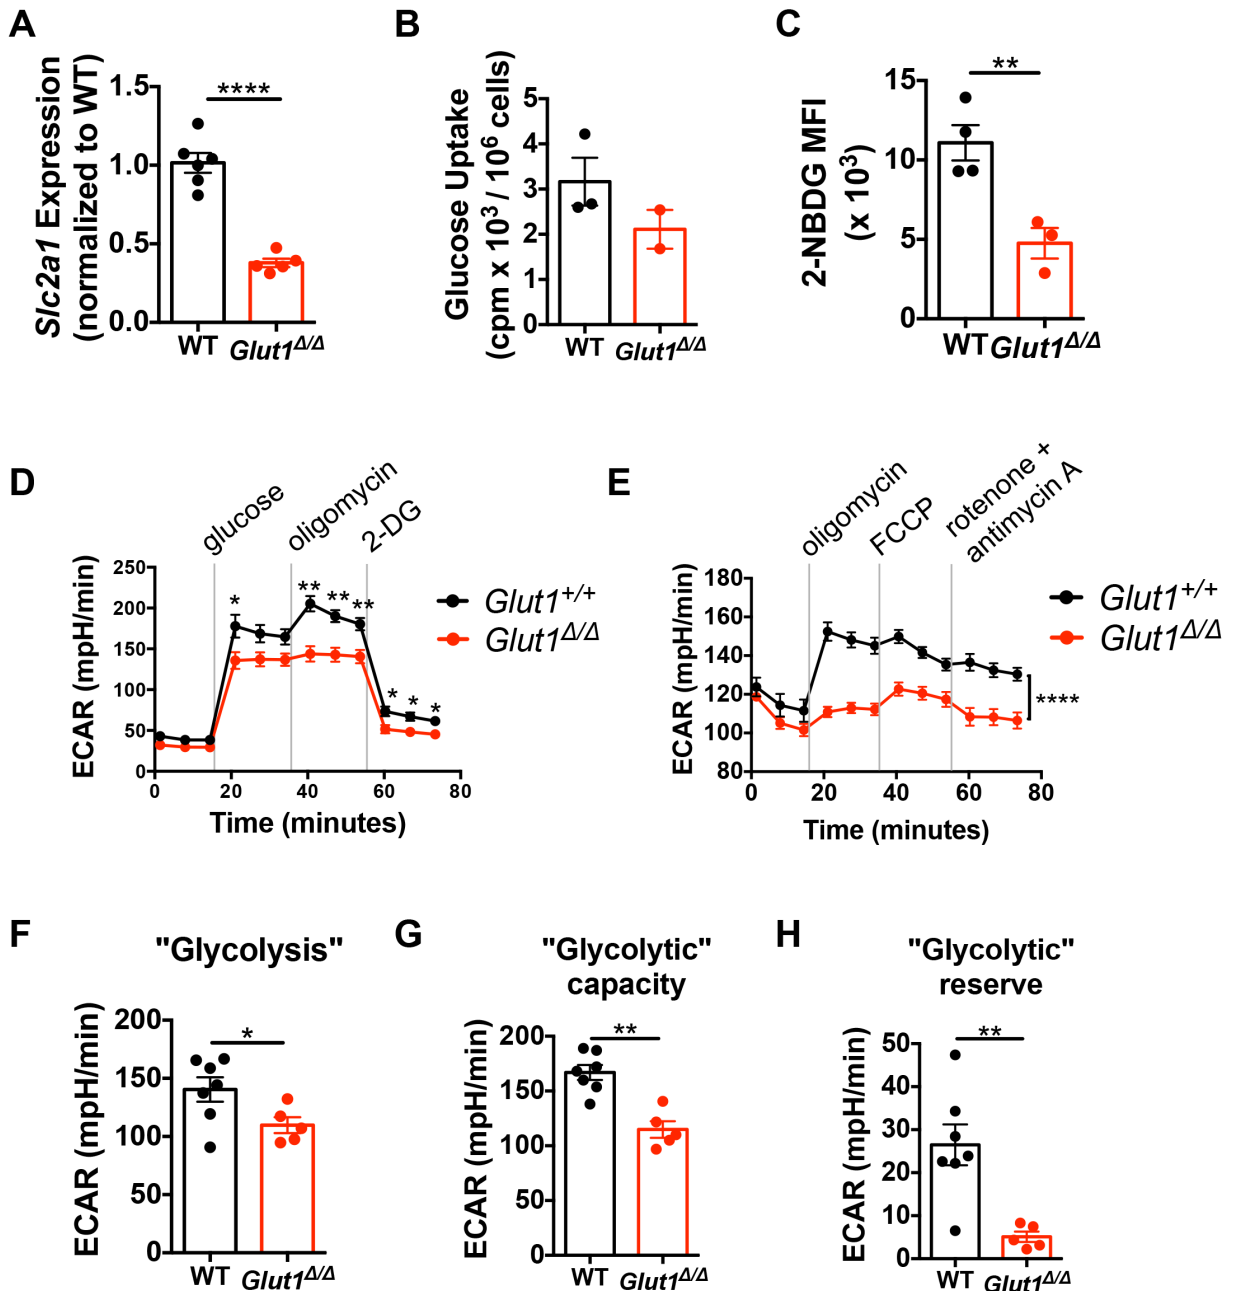 A
Slc2a1 Expression
(normalized to WT)
1.5
1.0
0.5
0.0
****
WT
Glut1Δ/Δ
B
Glucose Uptake
(cpm x 10³ / 10⁶ cells)
5
4
3
2
1
0
WT
Glut1Δ/Δ
C
2-NBDG MFI
(x 10³)
15
10
5
0
**
WT
Glut1Δ/Δ
D
glucose
oligomycin
2-DG
ECAR (mpH/min)
250
200
150
100
50
0
* ** ** ** * * *
Glut1+/+
Glut1Δ/Δ
0 20 40 60 80
Time (minutes)
E
oligomycin
FCCP
rotenone +
antimycin A
ECAR (mpH/min)
180
160
140
120
100
80
****
Glut1+/+
Glut1Δ/Δ
0 20 40 60 80
Time (minutes)
F
"Glycolysis"
ECAR (mpH/min)
200
150
100
50
0
*
WT
Glut1Δ/Δ
G
"Glycolytic"
capacity
ECAR (mpH/min)
200
150
100
50
0
**
WT
Glut1Δ/Δ
H
"Glycolytic"
reserve
ECAR (mpH/min)
50
40
30
20
10
0
**
WT
Glut1Δ/Δ